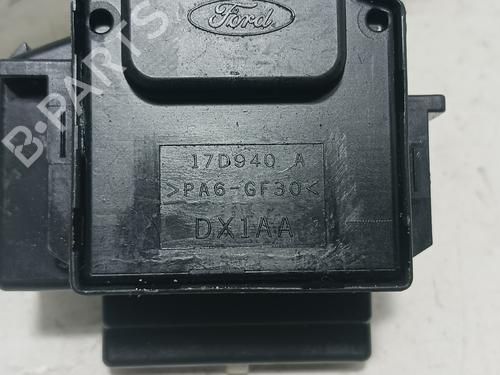 Ford
17D940 A
>PA6-GF30<
DX1AA
B-PARTS